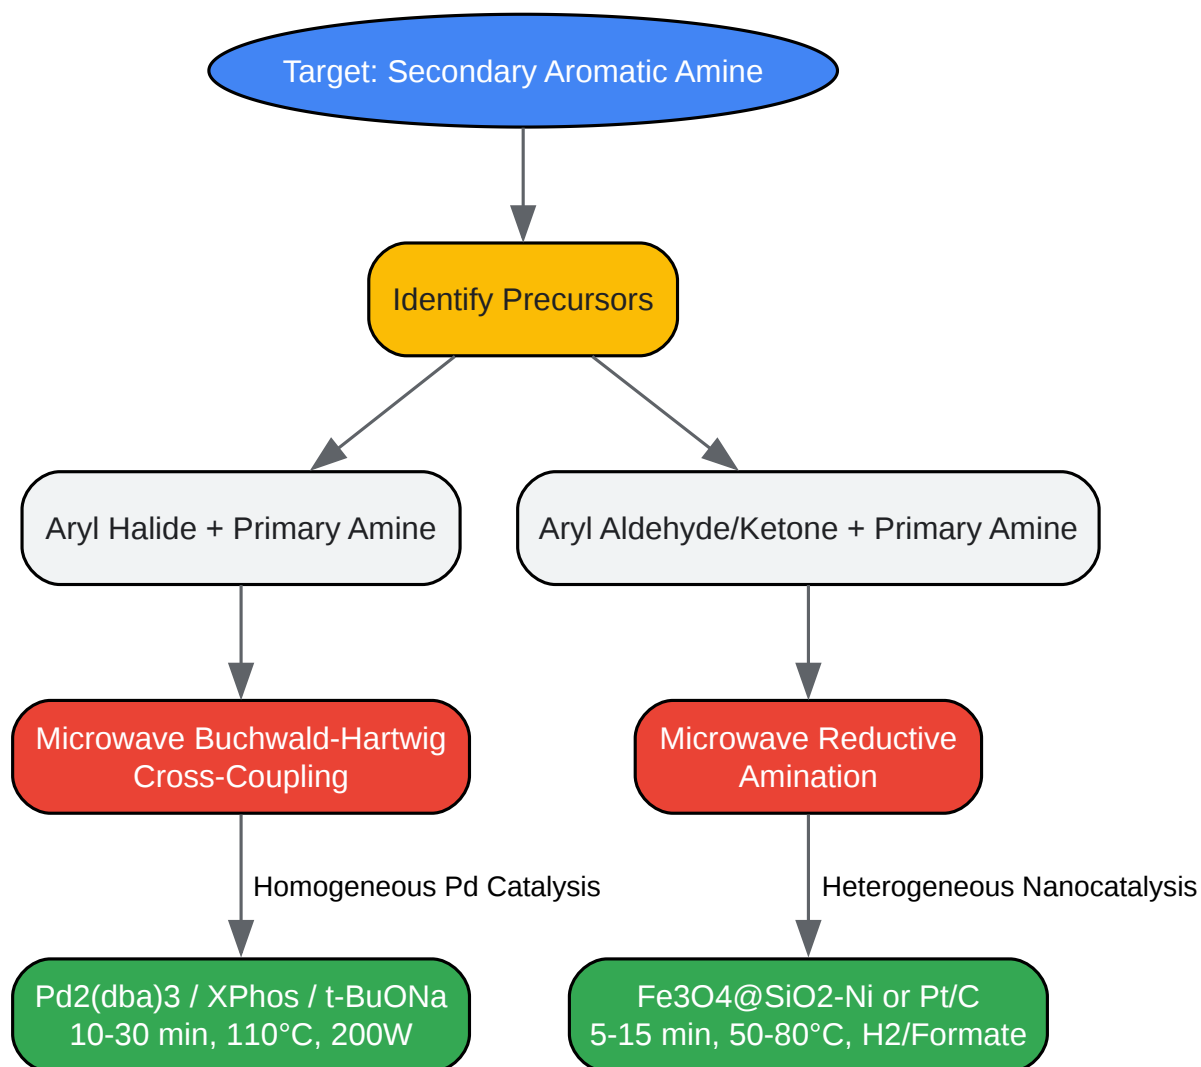 Target: Secondary Aromatic Amine
Identify Precursors
Aryl Halide + Primary Amine
Aryl Aldehyde/Ketone + Primary Amine
Microwave Buchwald-Hartwig
Cross-Coupling
Microwave Reductive
Amination
Homogeneous Pd Catalysis
Heterogeneous Nanocatalysis
Pd2(dba)3 / XPhos / t-BuONa
10-30 min, 110°C, 200W
Fe3O4@SiO2-Ni or Pt/C
5-15 min, 50-80°C, H2/Formate